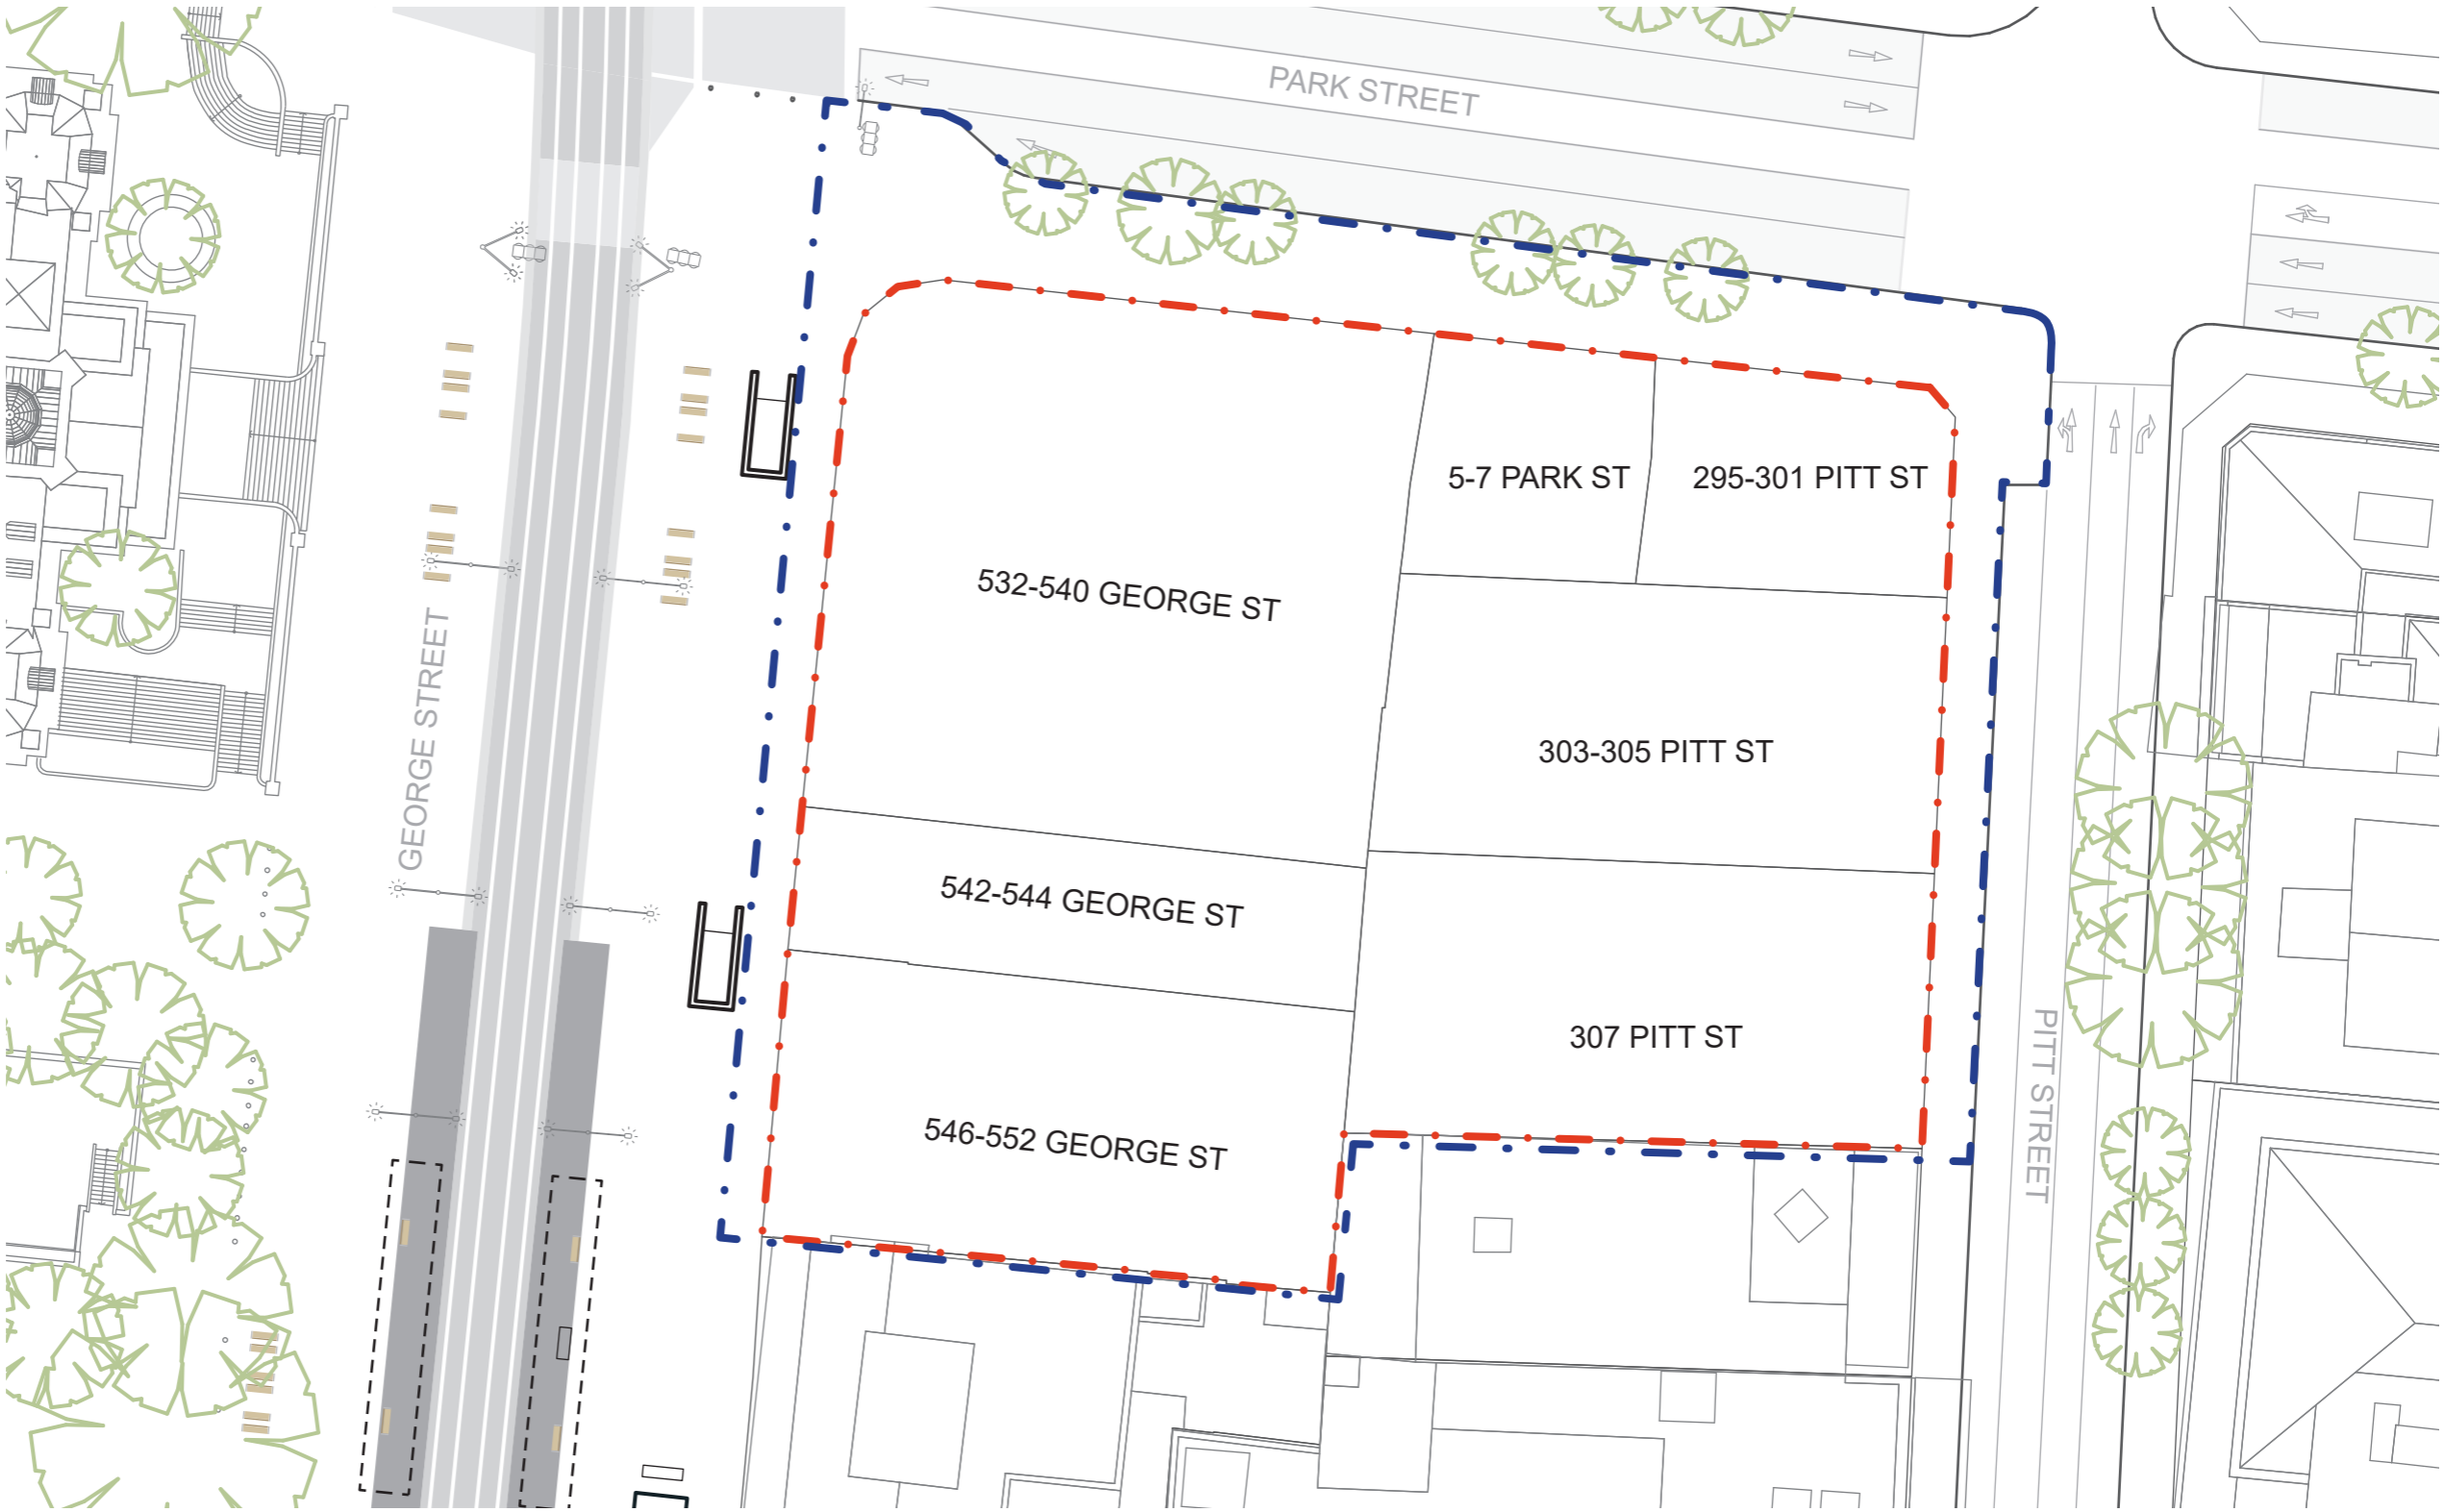 PARK STREET
5-7 PARK ST
295-301 PITT ST
532-540 GEORGE ST
GEORGE STREET
303-305 PITT ST
542-544 GEORGE ST
307 PITT ST
PITT STREET
546-552 GEORGE ST